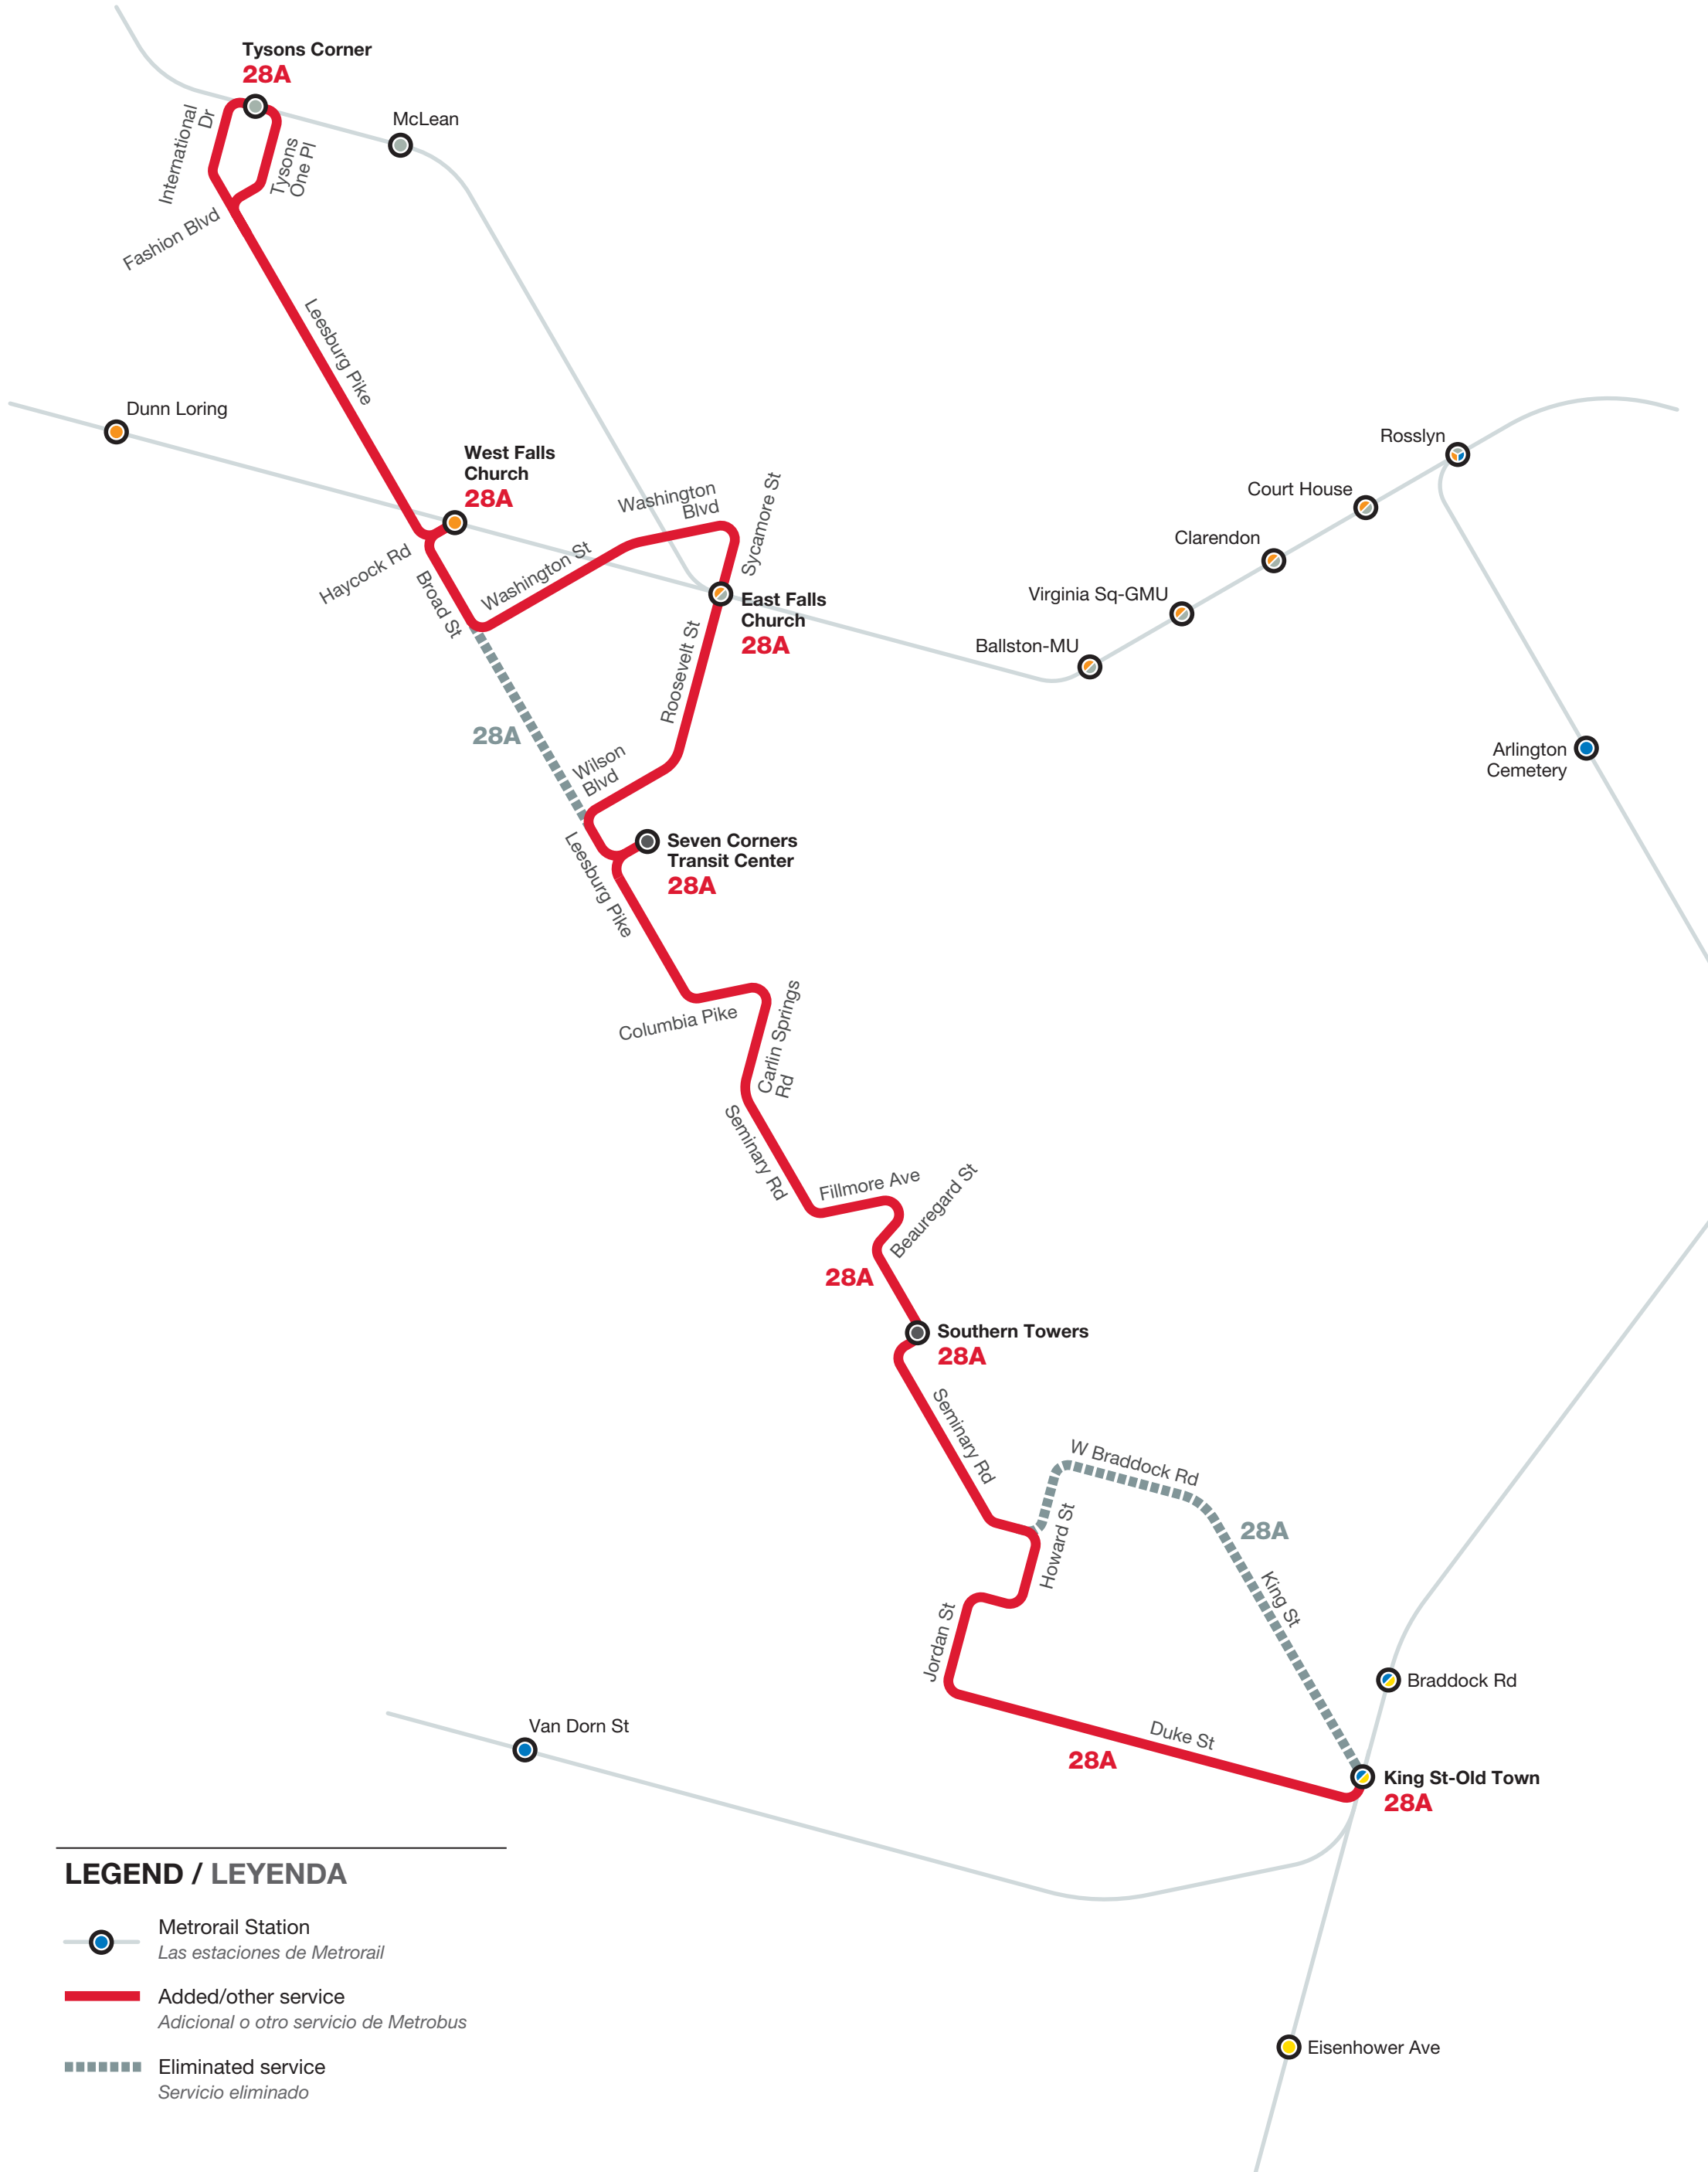 Tysons Corner
28A
McLean
International
Dr
Tysons
One Pl
Fashion Blvd
Leesburg Pike
Dunn Loring
West Falls
Church
28A
Haycock Rd
Broad St
Washington St
Washington
Blvd
Sycamore St
East Falls
Church
28A
Rosslyn
Court House
Clarendon
Virginia Sq-GMU
Ballston-MU
Arlington
Cemetery
Roosevelt St
28A
Wilson
Blvd
Leesburg Pike
Seven Corners
Transit Center
28A
Columbia Pike
Carlin Springs
Rd
Seminary Rd
Fillmore Ave
Beauregard St
28A
Southern Towers
28A
Seminary Rd
W Braddock Rd
28A
Howard St
King St
Jordan St
Braddock Rd
Duke St
28A
King St-Old Town
28A
Van Dorn St
Eisenhower Ave
LEGEND / LEYENDA
Metrorail Station
Las estaciones de Metrorail
Added/other service
Adicional o otro servicio de Metrobus
Eliminated service
Servicio eliminado